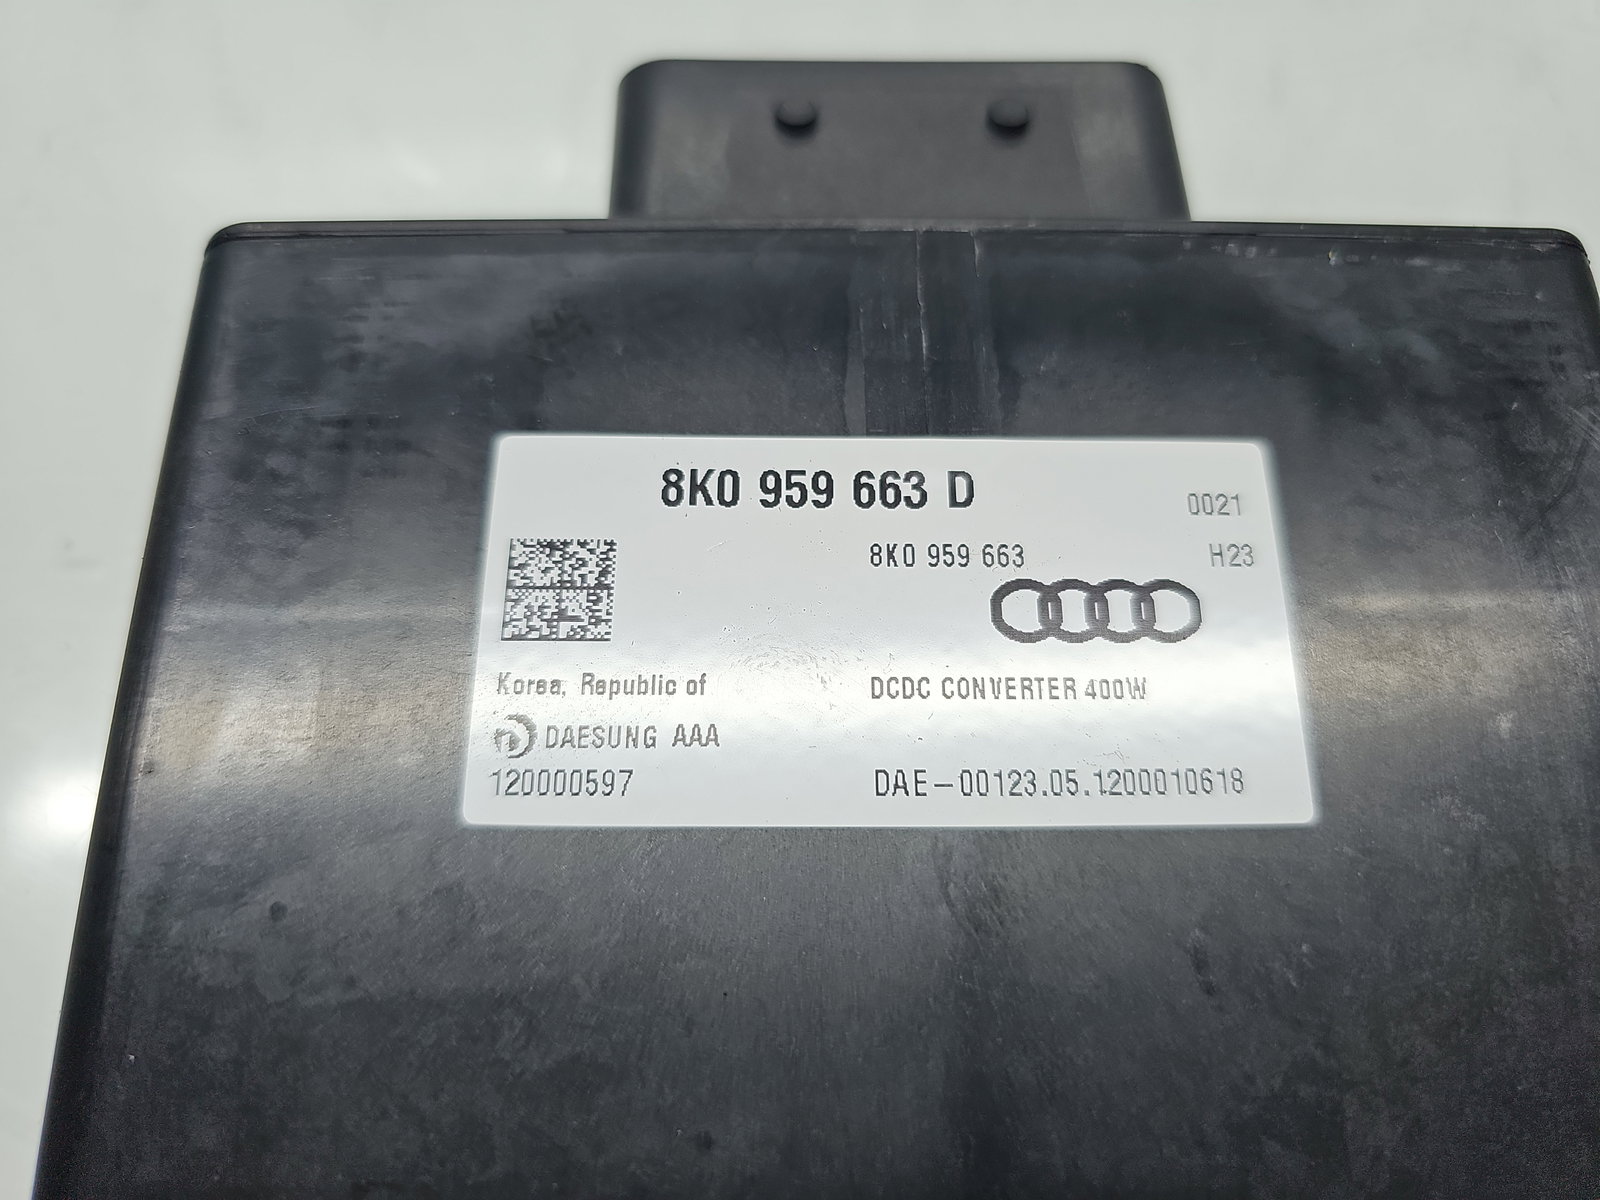 8K0 959 663 D
0021
8K0 959 663
H23
Korea, Republic of
DCDC CONVERTER 400W
DAESUNG AAA
120000597
DAE-00123.05.1200010618